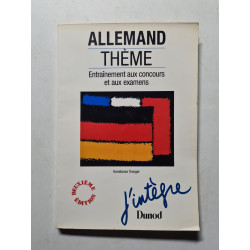 ALLEMAND
THÈME
Entraînement aux concours
et aux examens
DEUXIÈME
ÉDITION
j'intègre
Dunod